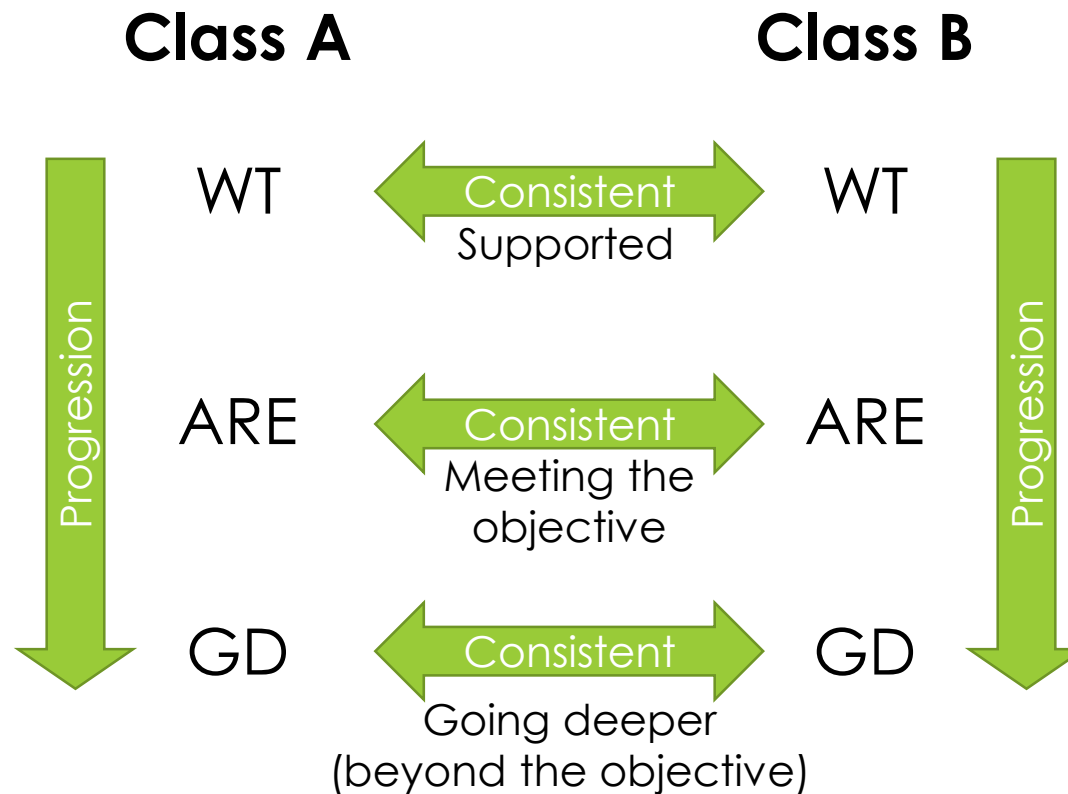 Class A
Class B
WT
Consistent
WT
Supported
Progression
Progression
ARE
Consistent
ARE
Meeting the
objective
GD
Consistent
GD
Going deeper
(beyond the objective)